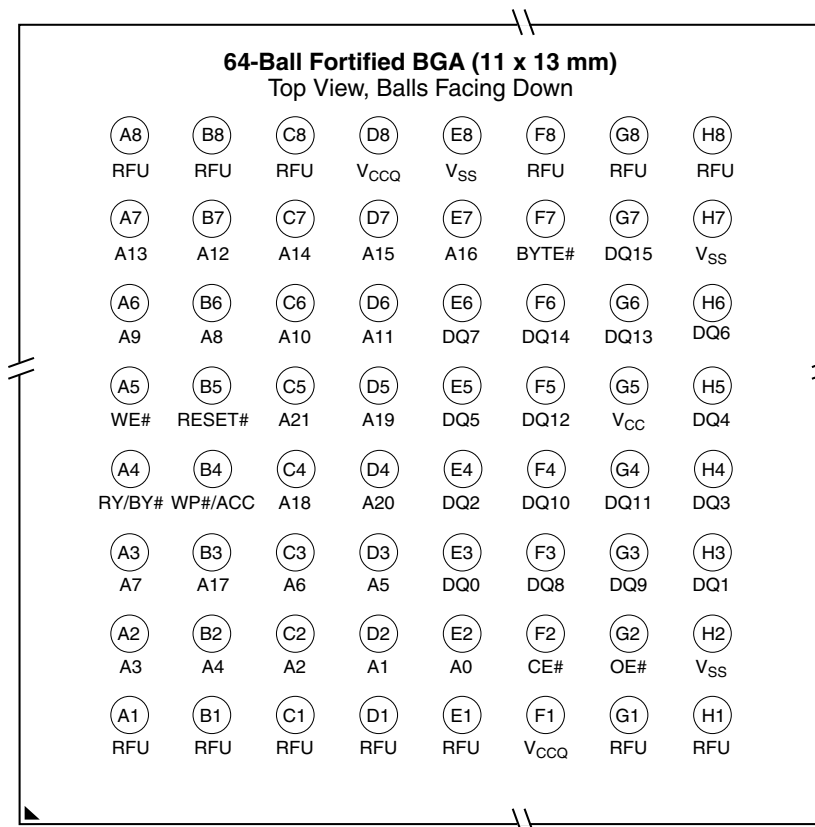 64-Ball Fortified BGA (11 x 13 mm)
Top View, Balls Facing Down
A8 B8 C8 D8 E8 F8 G8 H8
RFU RFU RFU VCCQ VSS RFU RFU RFU
A7 B7 C7 D7 E7 F7 G7 H7
A13 A12 A14 A15 A16 BYTE# DQ15 VSS
A6 B6 C6 D6 E6 F6 G6 H6
A9 A8 A10 A11 DQ7 DQ14 DQ13 DQ6
A5 B5 C5 D5 E5 F5 G5 H5
WE# RESET# A21 A19 DQ5 DQ12 VCC DQ4
A4 B4 C4 D4 E4 F4 G4 H4
RY/BY# WP#/ACC A18 A20 DQ2 DQ10 DQ11 DQ3
A3 B3 C3 D3 E3 F3 G3 H3
A7 A17 A6 A5 DQ0 DQ8 DQ9 DQ1
A2 B2 C2 D2 E2 F2 G2 H2
A3 A4 A2 A1 A0 CE# OE# VSS
A1 B1 C1 D1 E1 F1 G1 H1
RFU RFU RFU RFU RFU VCCQ RFU RFU